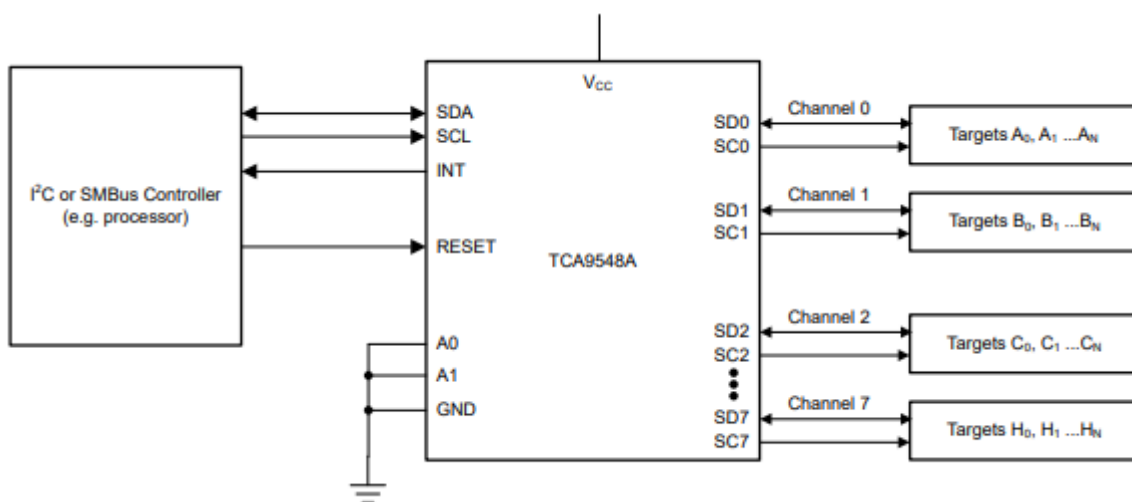 I²C or SMBus Controller
(e.g. processor)
V_CC
SDA
SCL
INT
RESET
A0
A1
GND
TCA9548A
SD0
SC0
SD1
SC1
SD2
SC2
SD7
SC7
Channel 0
Channel 1
Channel 2
Channel 7
Targets A₀, A₁ ...A_N
Targets B₀, B₁ ...B_N
Targets C₀, C₁ ...C_N
Targets H₀, H₁ ...H_N